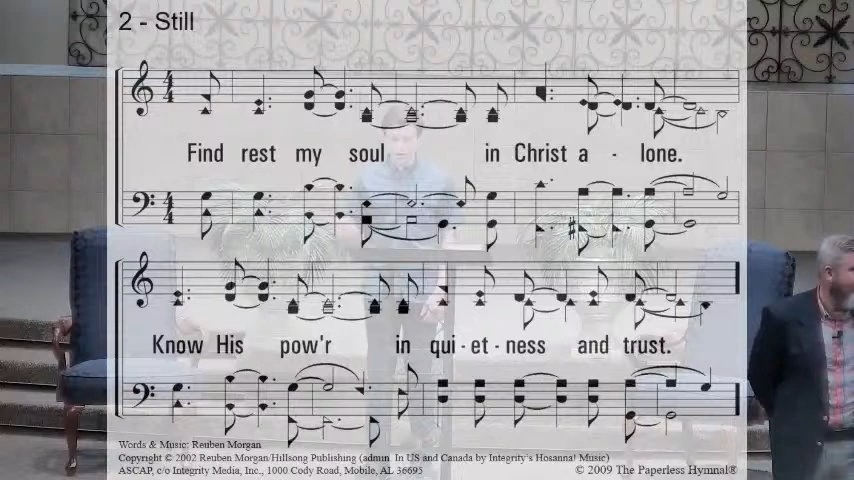 2 - Still
Find rest my soul in Christ a - lone.
Know His pow'r in qui - et - ness and trust.
Words & Music: Reuben Morgan
Copyright © 2002 Reuben Morgan/Hillsong Publishing (admin. In US and Canada by Integrity's Hosanna! Music)
ASCAP, c/o Integrity Media, Inc., 1000 Cody Road, Mobile, AL 36695
© 2009 The Paperless Hymnal®